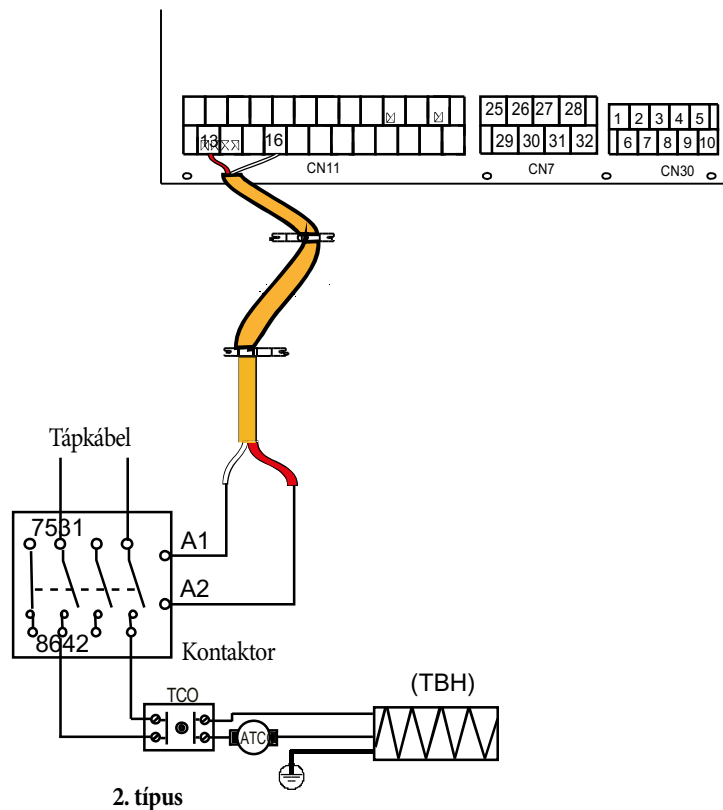 25 26 27 28
1 2 3 4 5
13 16
29 30 31 32
6 7 8 9 10
CN11
CN7
CN30
Tápkábel
7531
A1
A2
8642
Kontaktor
TCO
(TBH)
ATCO
2. típus